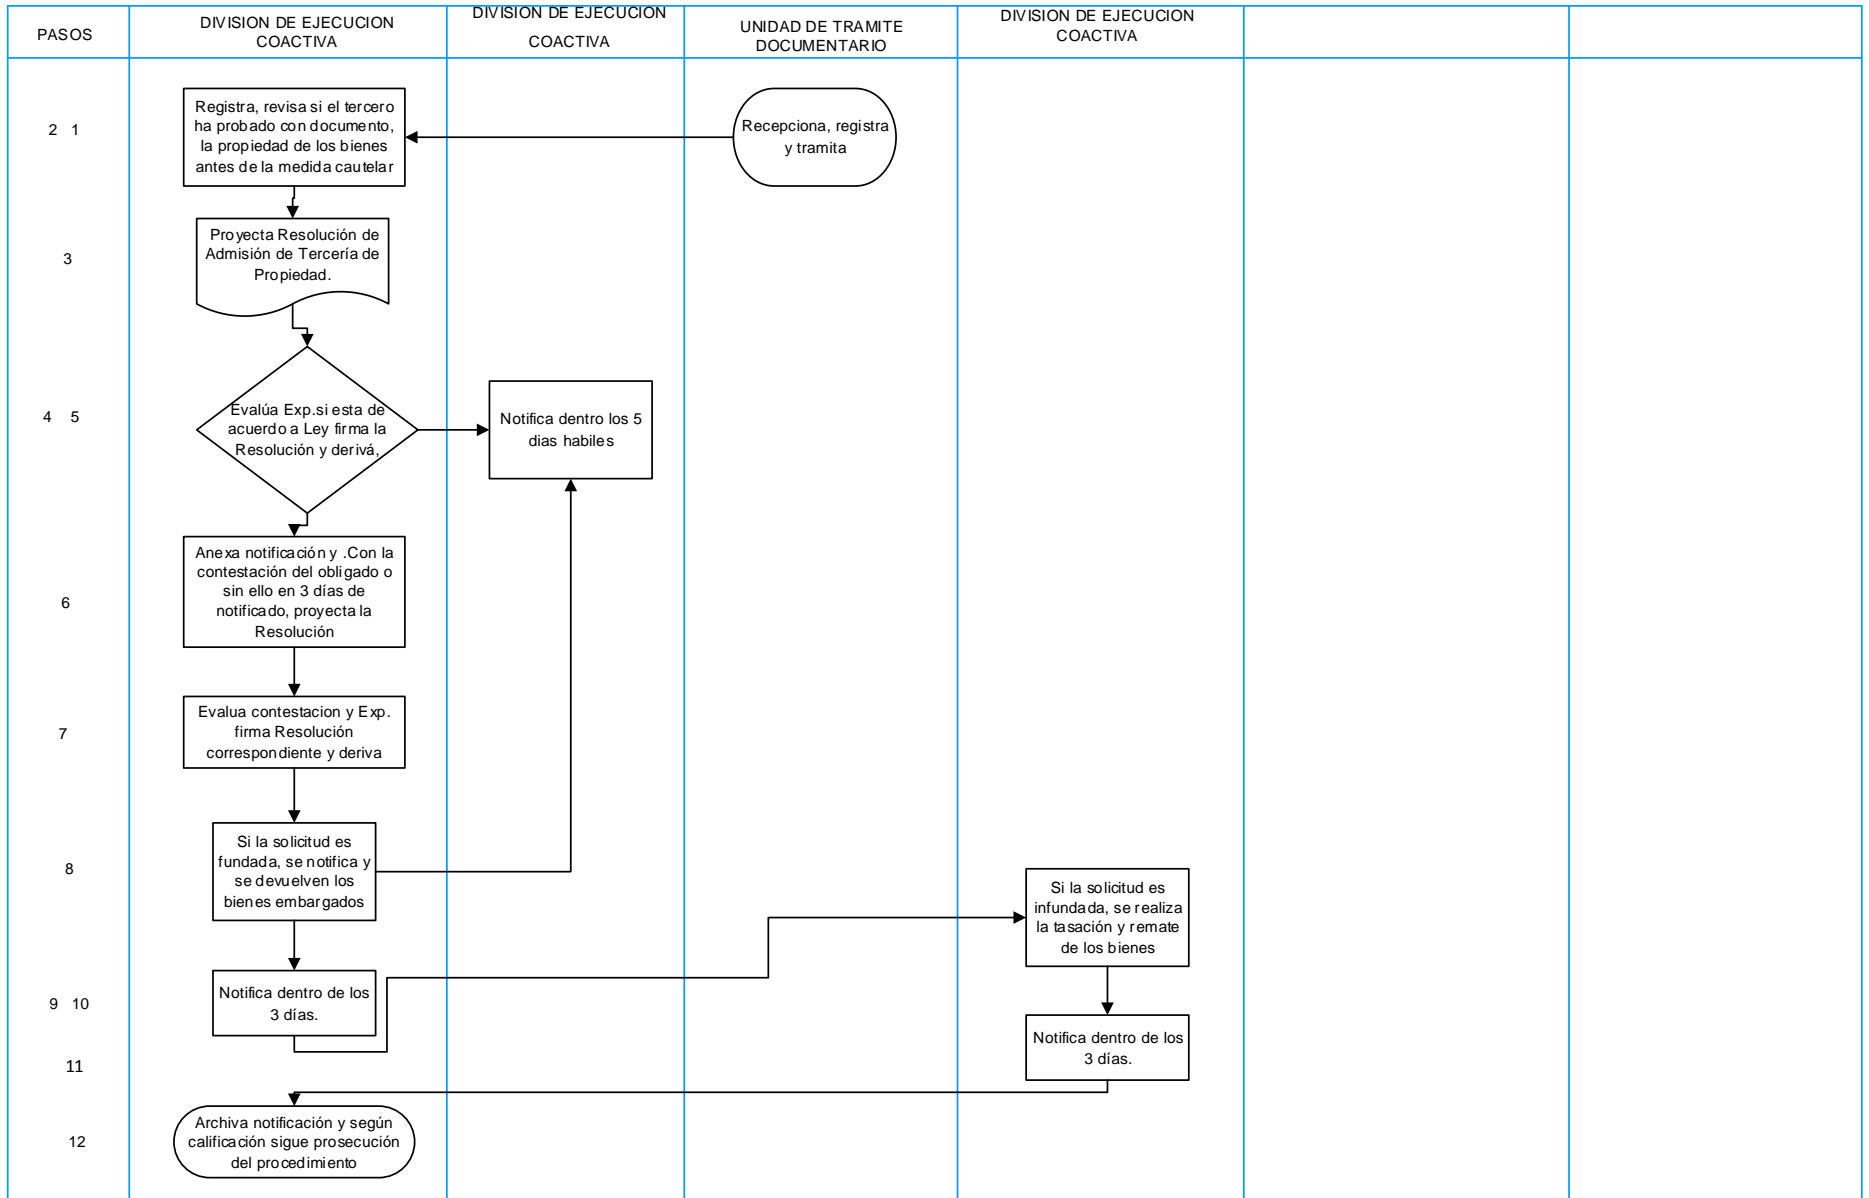 PASOS
DIVISION DE EJECUCION
COACTIVA
DIVISION DE EJECUCION
COACTIVA
UNIDAD DE TRAMITE
DOCUMENTARIO
DIVISION DE EJECUCION
COACTIVA
2 1
Registra, revisa si el tercero
ha probado con documento,
la propiedad de los bienes
antes de la medida cautelar
Recepciona, registra
y tramita
3
Proyecta Resolución de
Admisión de Tercería de
Propiedad.
4 5
Evalúa Exp.si esta de
acuerdo a Ley firma la
Resolución y derivá,
Notifica dentro los 5
dias habiles
6
Anexa notificación y .Con la
contestación del obligado o
sin ello en 3 días de
notificado, proyecta la
Resolución
7
Evalua contestacion y Exp.
firma Resolución
correspondiente y deriva
8
Si la solicitud es
fundada, se notifica y
se devuelven los
bienes embargados
Si la solicitud es
infundada, se realiza
la tasación y remate
de los bienes
9 10
Notifica dentro de los
3 días.
Notifica dentro de los
3 días.
11
12
Archiva notificación y según
calificación sigue prosecución
del procedimiento